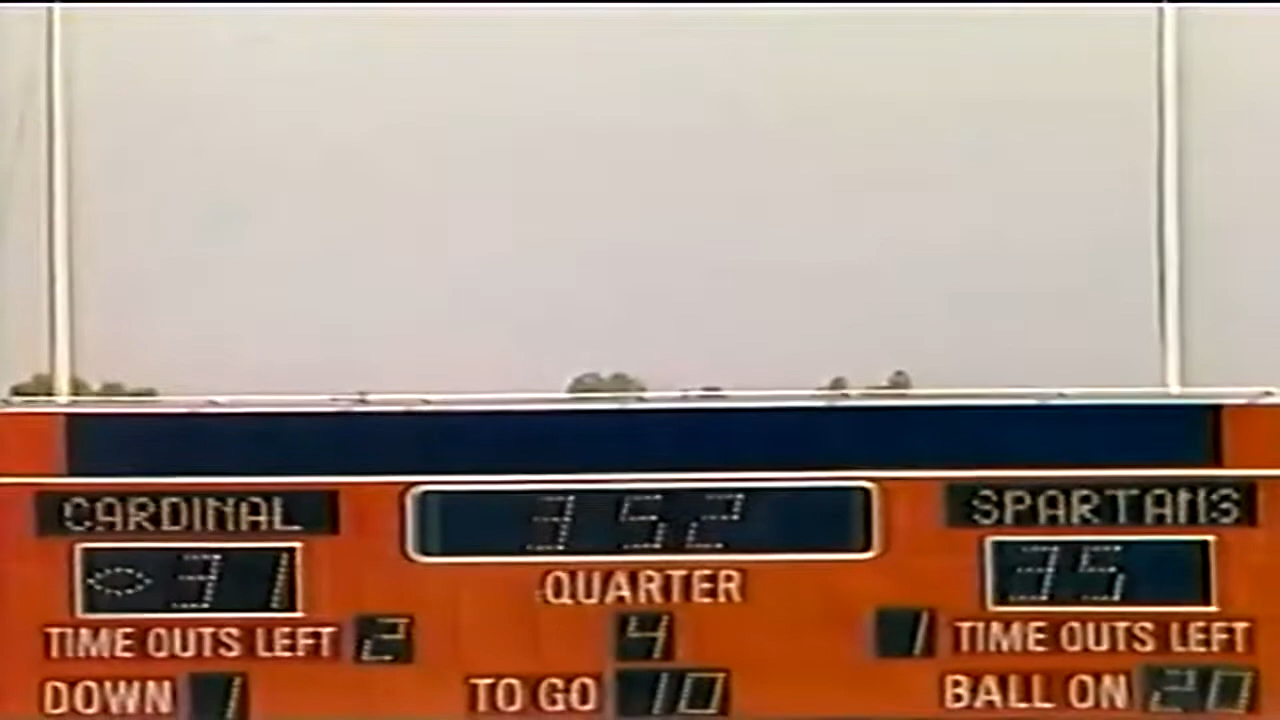 CARDINAL 3 52 SPARTANS
31 QUARTER 35
TIME OUTS LEFT 2 4 1 TIME OUTS LEFT
DOWN 1 TO GO 10 BALL ON 20